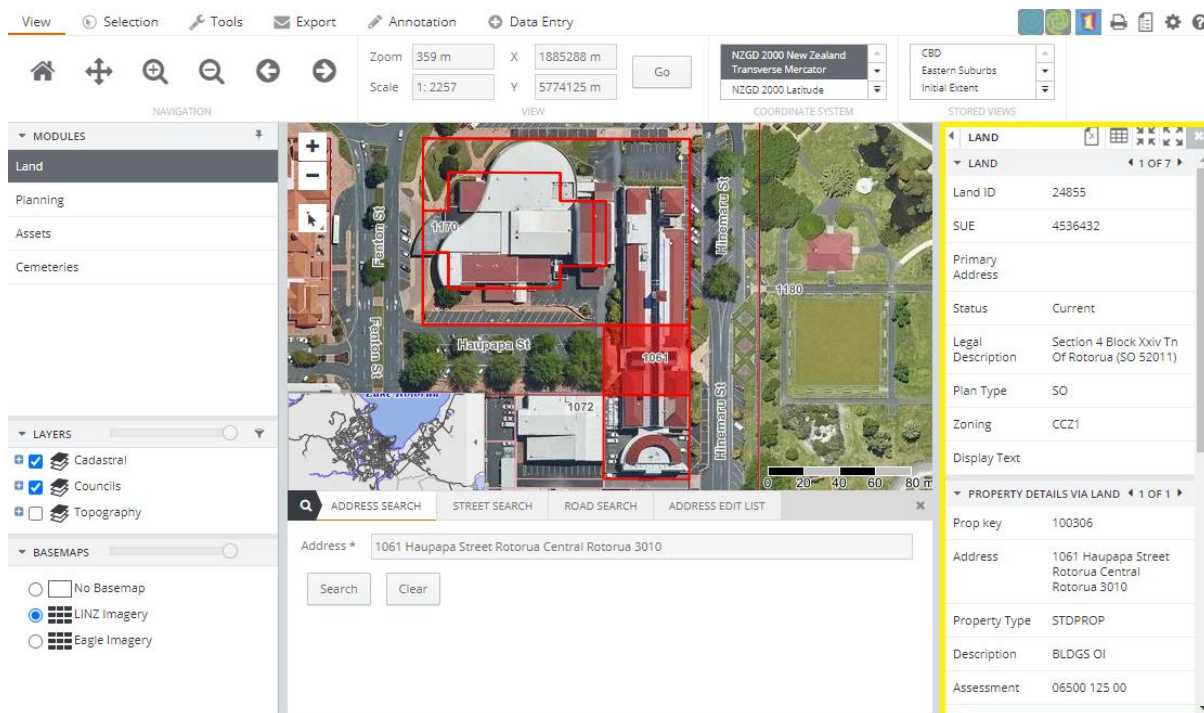 View
Selection
Tools
Export
Annotation
Data Entry
Zoom 359 m X 1885288 m
Go
Scale 1: 2257 Y 5774125 m
NZGD 2000 New Zealand
Transverse Mercator
NZGD 2000 Latitude
CBD
Eastern Suburbs
Initial Extent
NAVIGATION
VIEW
COORDINATE SYSTEM
STORED VIEWS
MODULES
Land
Planning
Assets
Cemeteries
LAYERS
Cadastral
Councils
Topography
BASEMAPS
No Basemap
LINZ Imagery
Eagle Imagery
Fenton St
1170
Hinemaru St
1180
Fenton St
Haupapa St
1061
Lake Rotorua
1072
Hinemaru St
0 20 40 60 80 m
ADDRESS SEARCH
STREET SEARCH
ROAD SEARCH
ADDRESS EDIT LIST
Address * 1061 Haupapa Street Rotorua Central Rotorua 3010
Search
Clear
LAND
LAND 1 OF 7
Land ID 24855
SUE 4536432
Primary
Address
Status Current
Legal Section 4 Block Xxiv Tn
Description Of Rotorua (SO 52011)
Plan Type SO
Zoning CCZ1
Display Text
PROPERTY DETAILS VIA LAND 1 OF 1
Prop key 100306
Address 1061 Haupapa Street
Rotorua Central
Rotorua 3010
Property Type STDPROP
Description BLDGS OI
Assessment 06500 125 00